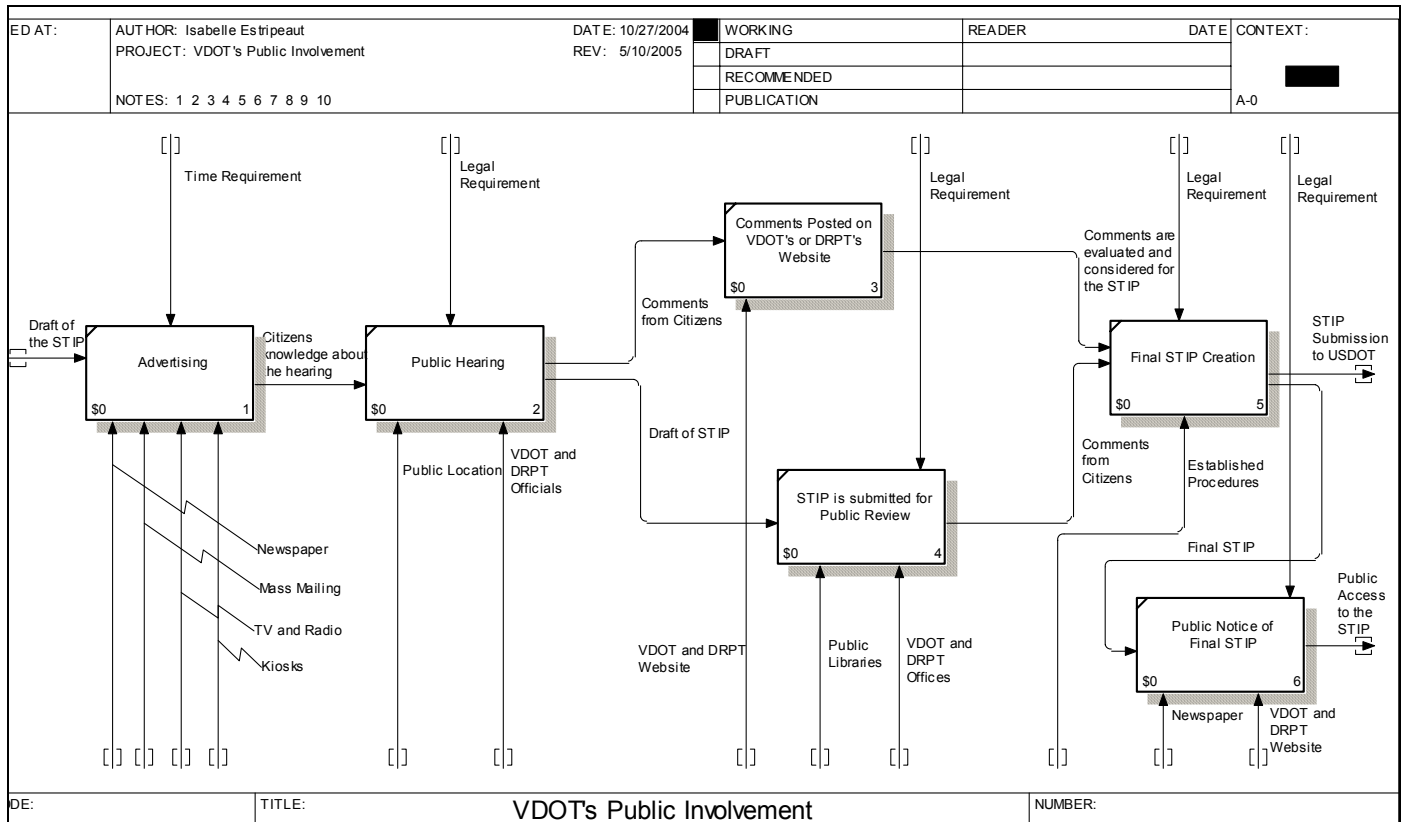 ED AT:
AUTHOR: Isabelle Estripeaut
DATE: 10/27/2004
PROJECT: VDOT's Public Involvement
REV: 5/10/2005
NOTES: 1 2 3 4 5 6 7 8 9 10
WORKING
DRAFT
RECOMMENDED
PUBLICATION
READER
DATE
CONTEXT:
A-0
Time Requirement
Legal
Requirement
Legal
Requirement
Legal
Requirement
Legal
Requirement
Draft of
the STIP
Advertising
$0
1
Citizens
knowledge about
the hearing
Public Hearing
$0
2
Comments
from Citizens
Comments Posted on
VDOT's or DRPT's
Website
$0
3
Comments are
evaluated and
considered for
the STIP
Draft of STIP
STIP is submitted for
Public Review
$0
4
Comments
from
Citizens
Final STIP Creation
$0
5
STIP
Submission
to USDOT
Established
Procedures
Final STIP
Public Notice of
Final STIP
$0
6
Public
Access
to the
STIP
Newspaper
Mass Mailing
TV and Radio
Kiosks
Public Location
VDOT and
DRPT
Officials
VDOT and DRPT
Website
Public
Libraries
VDOT and
DRPT
Offices
Newspaper
VDOT and
DRPT
Website
DE:
TITLE:
VDOT's Public Involvement
NUMBER: